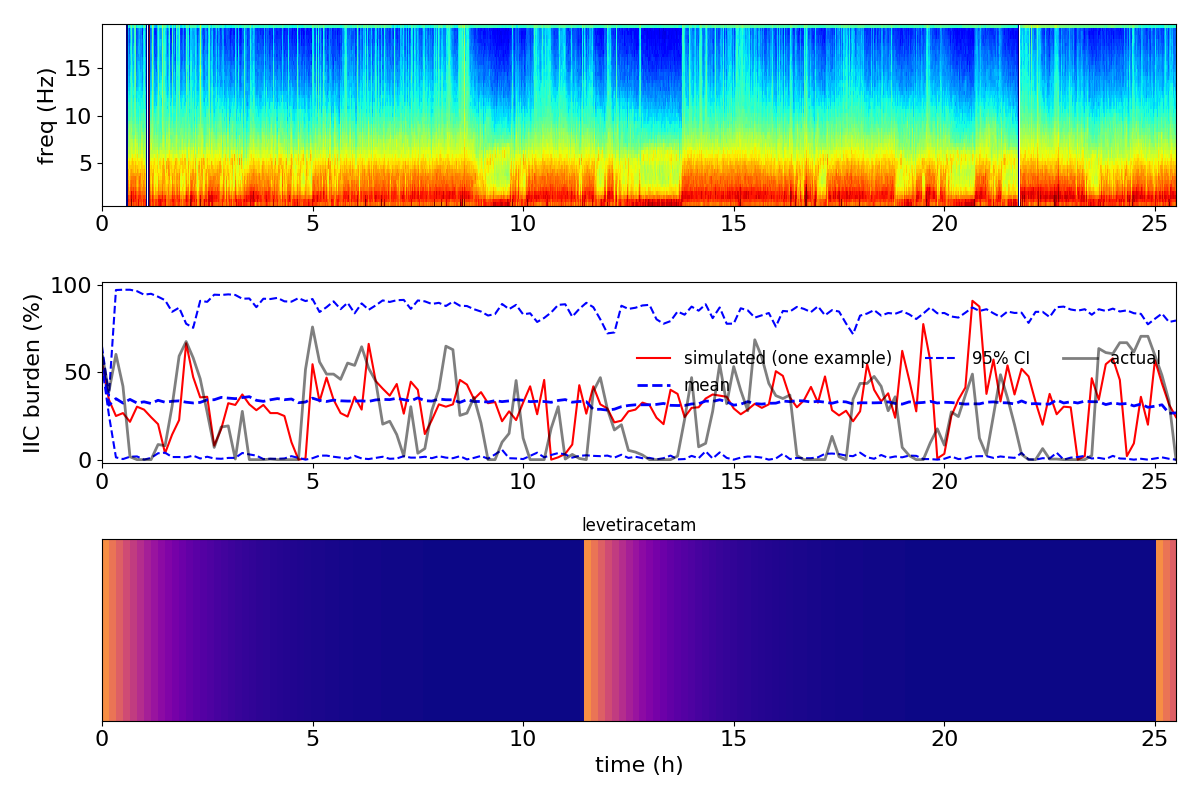 freq (Hz)
15
10
5
0 5 10 15 20 25
IIC burden (%)
100
50
0
simulated (one example) 95% CI actual
mean
0 5 10 15 20 25
levetiracetam
0 5 10 15 20 25
time (h)